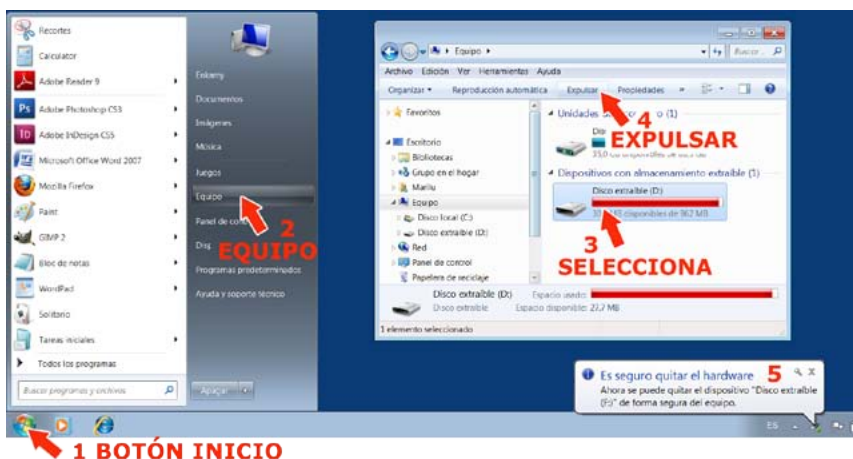 Recortes
Calculator
Adobe Reader 9
Adobe Photoshop CS3
Adobe InDesign CS5
Microsoft Office Word 2007
Mozilla Firefox
Paint
GIMP 2
Bloc de notas
WordPad
Solitario
Tareas iniciales
Todos los programas
Buscar programas y archivos
Documentos
Imágenes
Música
Juegos
Equipo
Panel de
Programas predeterminados
Ayuda y soporte técnico
Apagar
2
EQUIPO
1 BOTÓN INICIO
Equipo
Buscar
Archivo Edición Ver Herramientas Ayuda
Organizar Reproducción automática Expulsar Propiedades »
Favoritos
Escritorio
Bibliotecas
Grupo en el hogar
Marilu
Equipo
Disco local (C:)
Disco extraíble (D:)
Red
Panel de control
Papelera de reciclaje
Unidades (1)
4
EXPULSAR
Dispositivos con almacenamiento extraíble (1)
Disco extraíble (D:)
disponibles de 962 MB
3
SELECCIONA
Disco extraíble (D:) Espacio usado:
Disco extraíble Espacio disponible: MB
1 elemento seleccionado
Es seguro quitar el hardware 5
Ahora se puede quitar el dispositivo "Disco extraíble
de forma segura del equipo.
ES